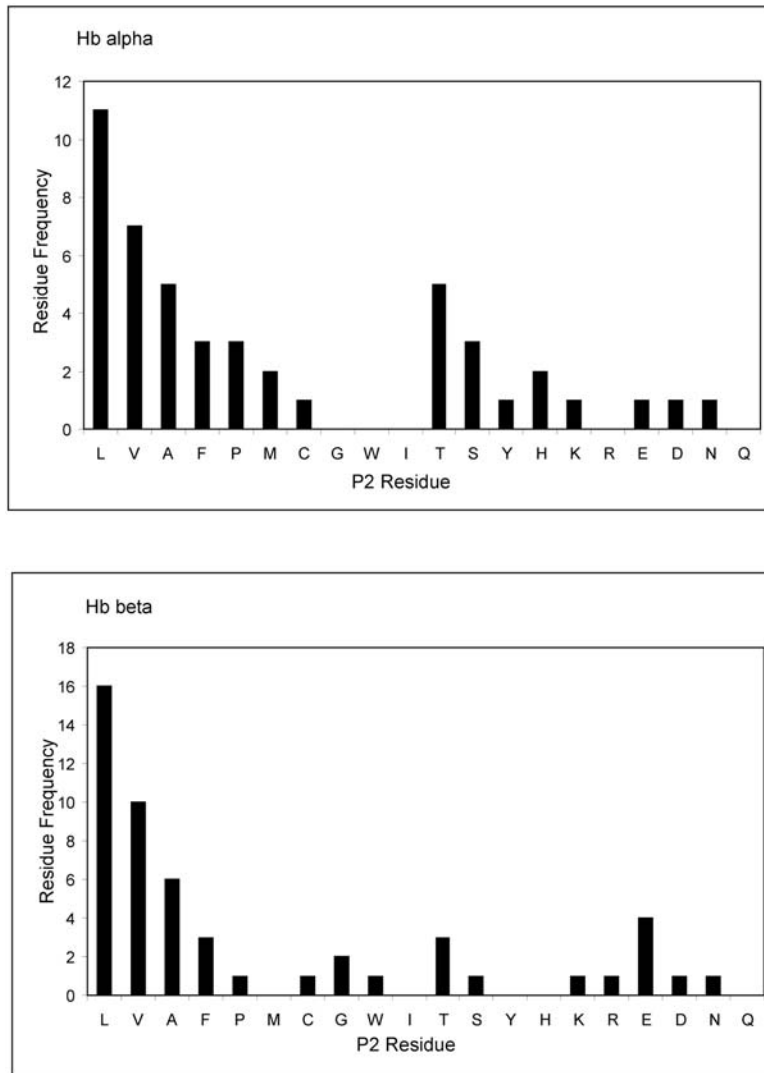 Hb alpha
12
10
8
6
4
2
0
Residue Frequency
L V A F P M C G W I T S Y H K R E D N Q
P2 Residue
Hb beta
18
16
14
12
10
8
6
4
2
0
Residue Frequency
L V A F P M C G W I T S Y H K R E D N Q
P2 Residue